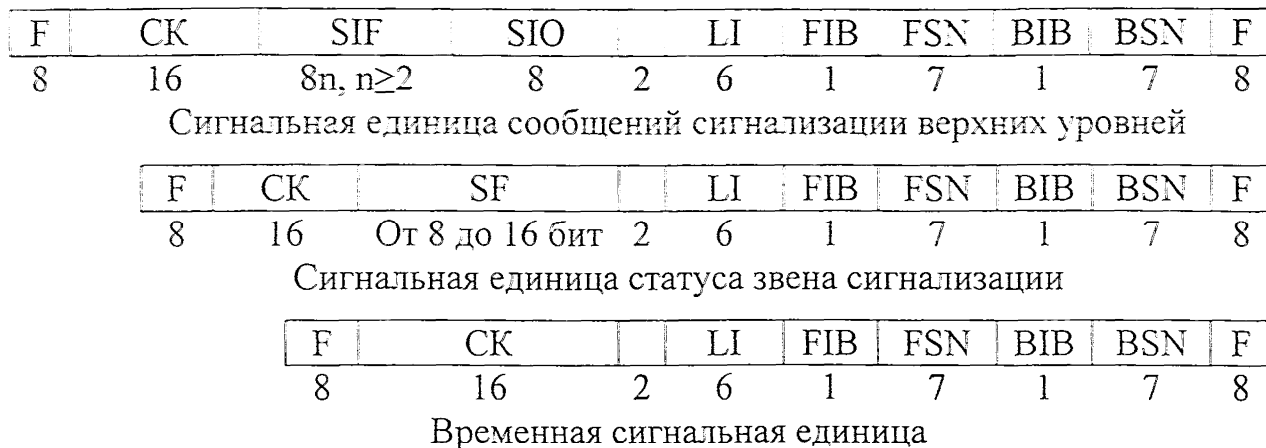 F СК SIF SIO LI FIB FSN BIB BSN F
8 16 8n, n≥2 8 2 6 1 7 1 7 8
Сигнальная единица сообщений сигнализации верхних уровней
F СК SF LI FIB FSN BIB BSN F
8 16 От 8 до 16 бит 2 6 1 7 1 7 8
Сигнальная единица статуса звена сигнализации
F СК LI FIB FSN BIB BSN F
8 16 2 6 1 7 1 7 8
Временная сигнальная единица